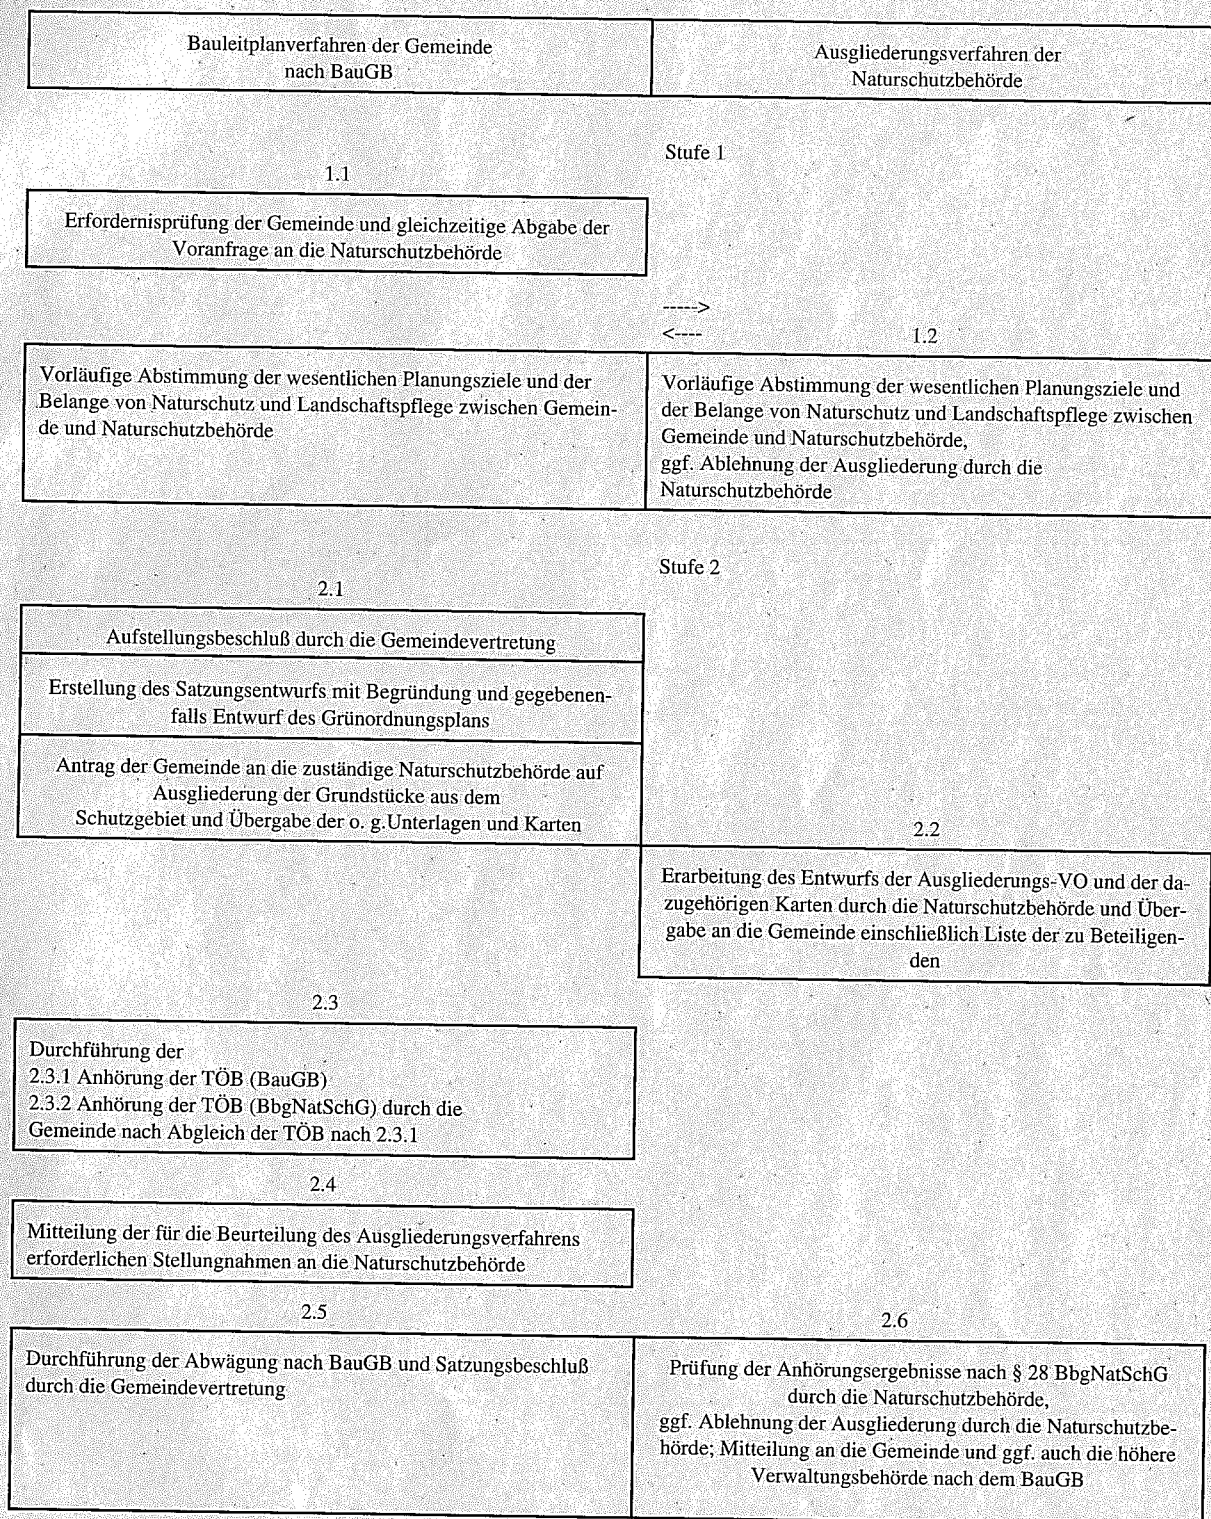 Bauleitplanverfahren der Gemeinde
nach BauGB
Ausgliederungsverfahren der
Naturschutzbehörde
Stufe 1
1.1
Erfordernisprüfung der Gemeinde und gleichzeitige Abgabe der
Voranfrage an die Naturschutzbehörde
----->
<----
1.2
Vorläufige Abstimmung der wesentlichen Planungsziele und der
Belange von Naturschutz und Landschaftspflege zwischen Gemein-
de und Naturschutzbehörde
Vorläufige Abstimmung der wesentlichen Planungsziele und
der Belange von Naturschutz und Landschaftspflege zwischen
Gemeinde und Naturschutzbehörde,
ggf. Ablehnung der Ausgliederung durch die
Naturschutzbehörde
Stufe 2
2.1
Aufstellungsbeschluß durch die Gemeindevertretung
Erstellung des Satzungsentwurfs mit Begründung und gegebenen-
falls Entwurf des Grünordnungsplans
Antrag der Gemeinde an die zuständige Naturschutzbehörde auf
Ausgliederung der Grundstücke aus dem
Schutzgebiet und Übergabe der o. g.Unterlagen und Karten
2.2
Erarbeitung des Entwurfs der Ausgliederungs-VO und der da-
zugehörigen Karten durch die Naturschutzbehörde und Über-
gabe an die Gemeinde einschließlich Liste der zu Beteiligen-
den
2.3
Durchführung der
2.3.1 Anhörung der TÖB (BauGB)
2.3.2 Anhörung der TÖB (BbgNatSchG) durch die
Gemeinde nach Abgleich der TÖB nach 2.3.1
2.4
Mitteilung der für die Beurteilung des Ausgliederungsverfahrens
erforderlichen Stellungnahmen an die Naturschutzbehörde
2.5
2.6
Durchführung der Abwägung nach BauGB und Satzungsbeschluß
durch die Gemeindevertretung
Prüfung der Anhörungsergebnisse nach § 28 BbgNatSchG
durch die Naturschutzbehörde,
ggf. Ablehnung der Ausgliederung durch die Naturschutzbe-
hörde; Mitteilung an die Gemeinde und ggf. auch die höhere
Verwaltungsbehörde nach dem BauGB